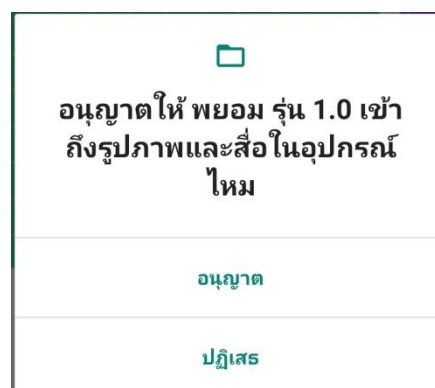 อนุญาตให้ พยอม รุ่น 1.0 เข้า
ถึงรูปภาพและสื่อในอุปกรณ์
ไหม
อนุญาต
ปฏิเสธ